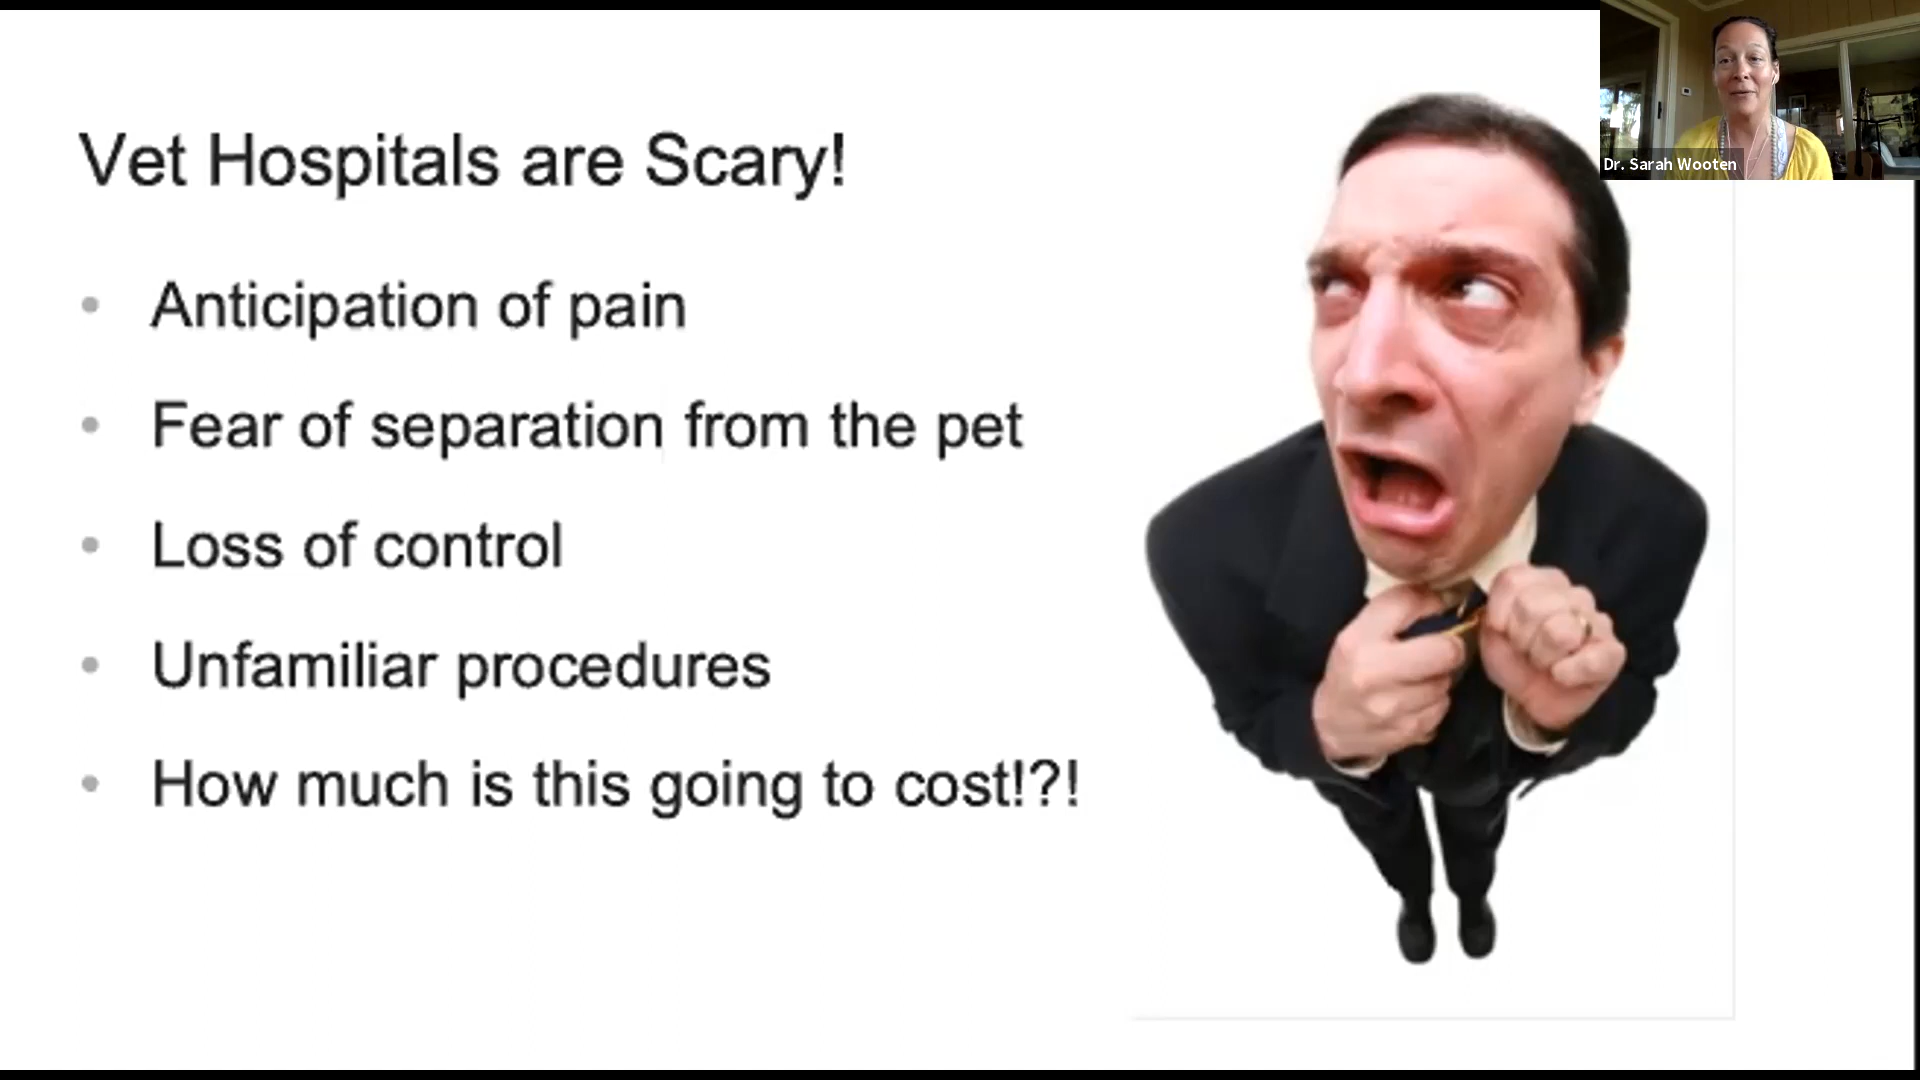 Vet Hospitals are Scary!
• Anticipation of pain
• Fear of separation from the pet
• Loss of control
• Unfamiliar procedures
• How much is this going to cost!?!
Dr. Sarah Wooten